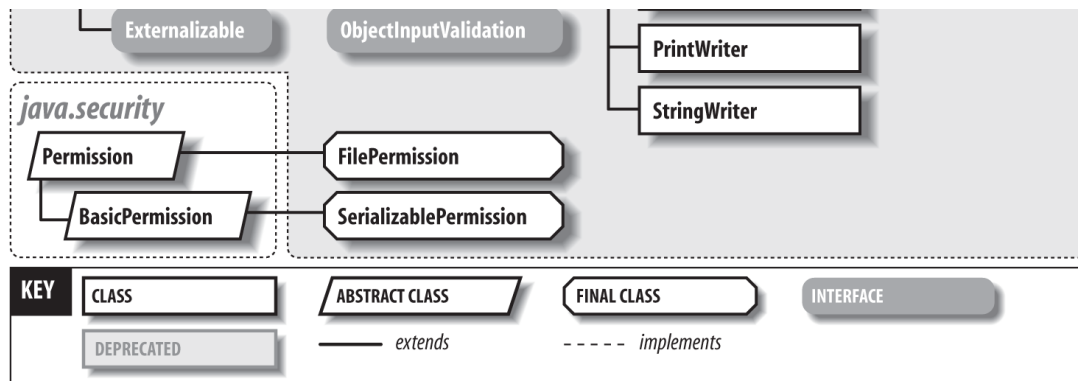 Externalizable
ObjectInputValidation
PrintWriter
StringWriter
java.security
Permission
FilePermission
BasicPermission
SerializablePermission
KEY
CLASS
ABSTRACT CLASS
FINAL CLASS
INTERFACE
DEPRECATED
extends
implements